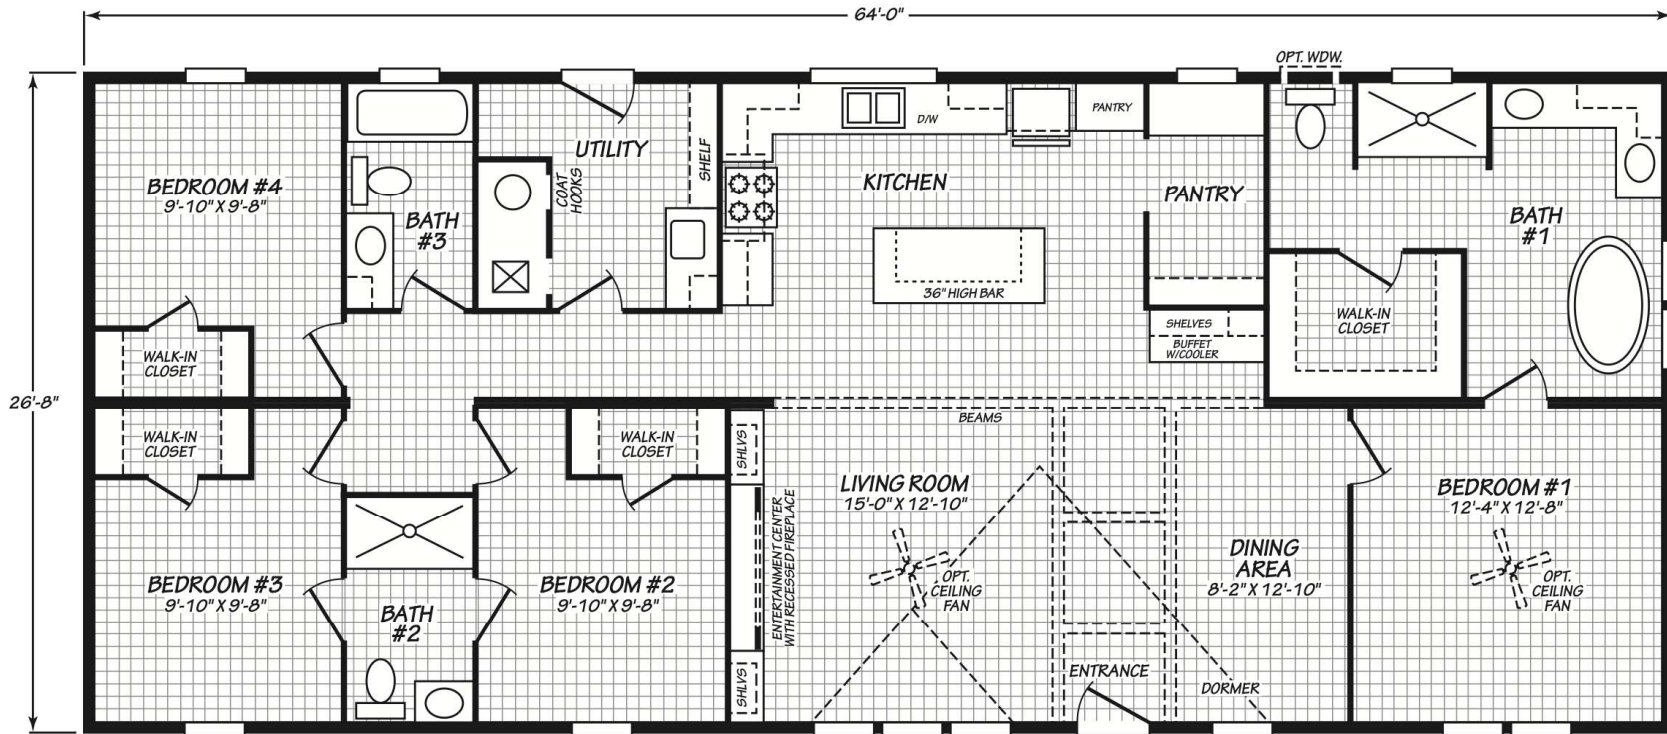 64'-0"
26'-8"
OPT. WDW.
BEDROOM #4
9'-10" X 9'-8"
BATH
#3
UTILITY
COAT
HOOKS
SHELF
D/W
PANTRY
KITCHEN
36" HIGH BAR
PANTRY
SHELVES
BUFFET
W/COOLER
BATH
#1
WALK-IN
CLOSET
WALK-IN
CLOSET
WALK-IN
CLOSET
WALK-IN
CLOSET
SHLVS
BEAMS
LIVING ROOM
15'-0" X 12'-10"
ENTERTAINMENT CENTER
WITH RECESSED FIREPLACE
OPT.
CEILING
FAN
DINING
AREA
8'-2" X 12'-10"
BEDROOM #1
12'-4" X 12'-8"
OPT.
CEILING
FAN
BEDROOM #3
9'-10" X 9'-8"
BATH
#2
BEDROOM #2
9'-10" X 9'-8"
SHLVS
ENTRANCE
DORMER